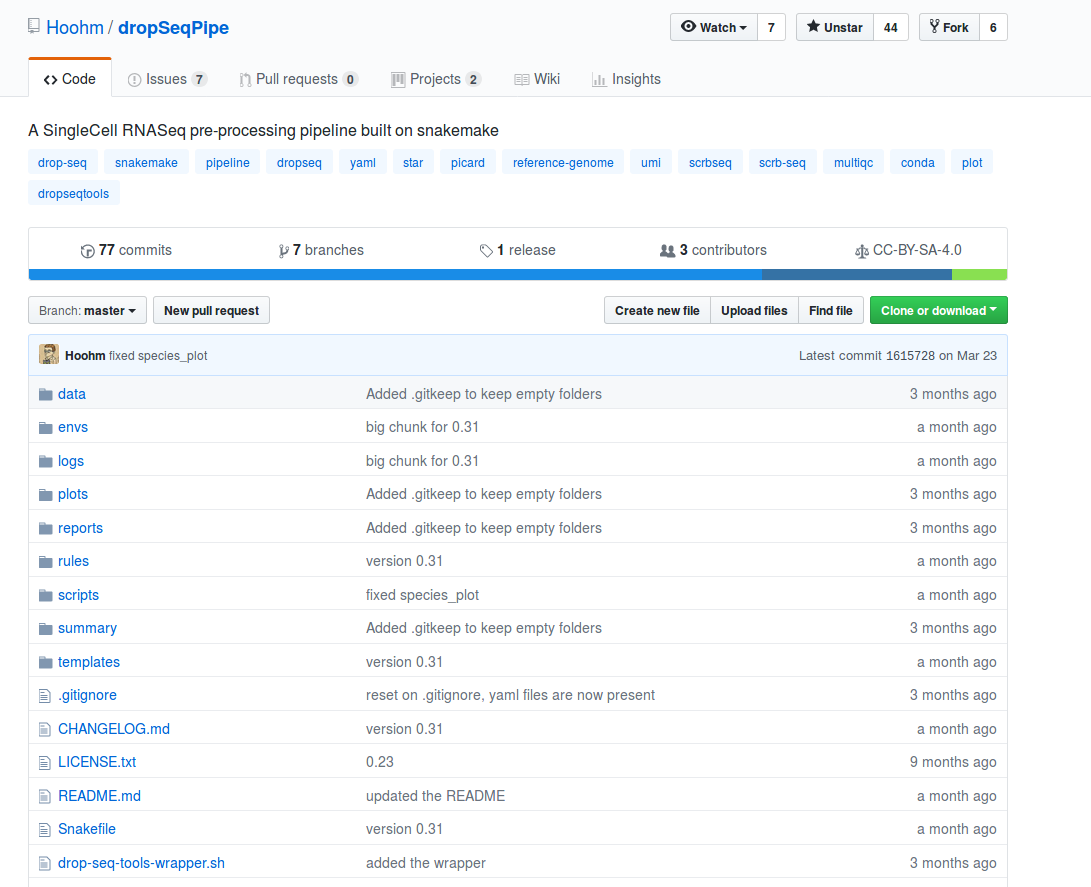 Hoohm / dropSeqPipe Watch 7 Unstar 44 Fork 6
Code Issues 7 Pull requests 0 Projects 2 Wiki Insights
A SingleCell RNASeq pre-processing pipeline built on snakemake
drop-seq snakemake pipeline dropseq yaml star picard reference-genome umi scrbseq scrb-seq multiqc conda plot
dropseqtools
77 commits 7 branches 1 release 3 contributors CC-BY-SA-4.0
Branch: master New pull request Create new file Upload files Find file Clone or download
Hoohm fixed species_plot Latest commit 1615728 on Mar 23
data Added .gitkeep to keep empty folders 3 months ago
envs big chunk for 0.31 a month ago
logs big chunk for 0.31 a month ago
plots Added .gitkeep to keep empty folders 3 months ago
reports Added .gitkeep to keep empty folders 3 months ago
rules version 0.31 a month ago
scripts fixed species_plot a month ago
summary Added .gitkeep to keep empty folders 3 months ago
templates version 0.31 a month ago
.gitignore reset on .gitignore, yaml files are now present 3 months ago
CHANGELOG.md version 0.31 a month ago
LICENSE.txt 0.23 9 months ago
README.md updated the README a month ago
Snakefile version 0.31 a month ago
drop-seq-tools-wrapper.sh added the wrapper 3 months ago